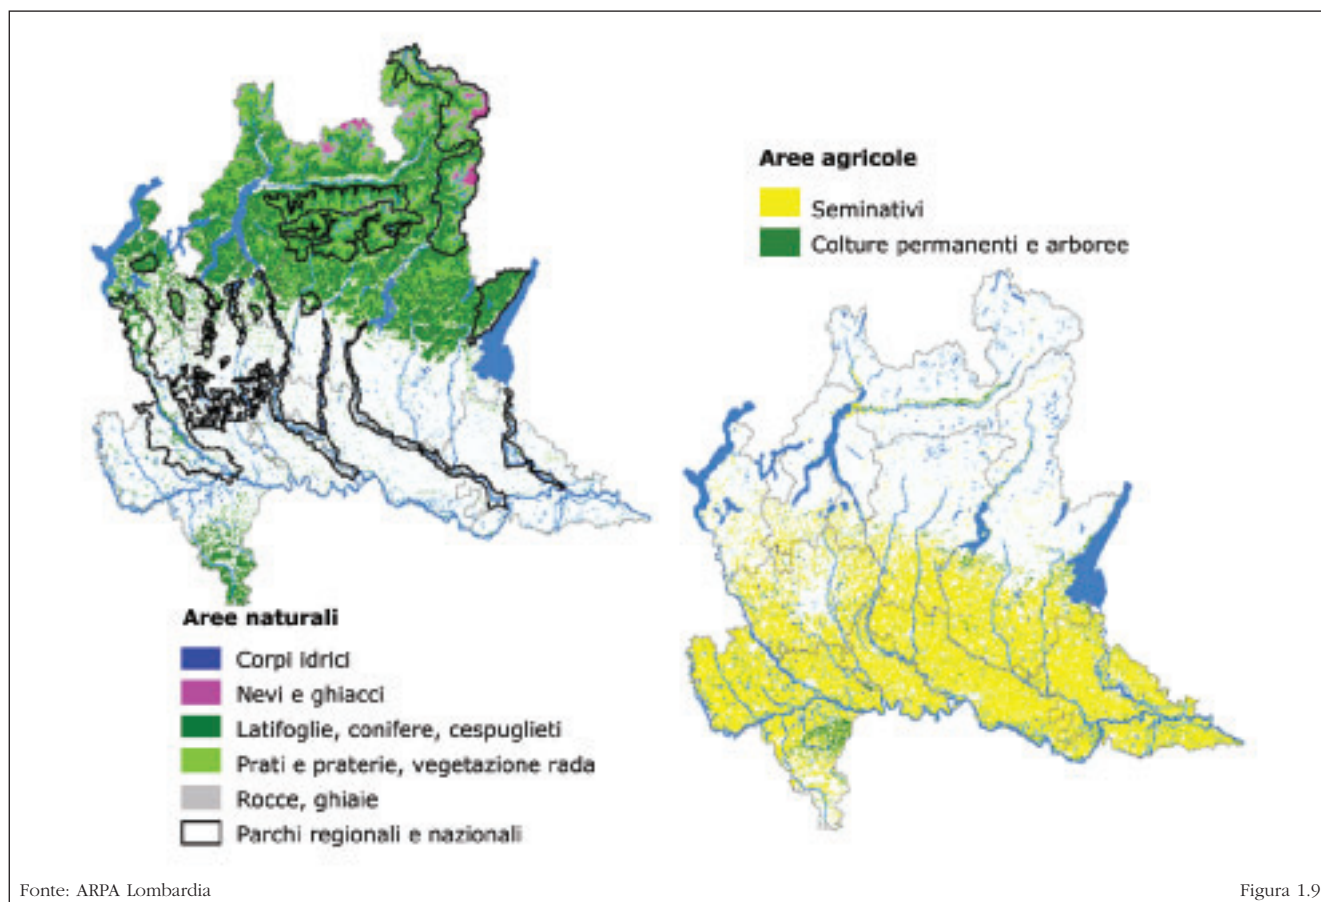 Aree agricole
Seminativi
Colture permanenti e arboree
Aree naturali
Corpi idrici
Nevi e ghiacci
Latifoglie, conifere, cespuglieti
Prati e praterie, vegetazione rada
Rocce, ghiaie
Parchi regionali e nazionali
Fonte: ARPA Lombardia
Figura 1.9